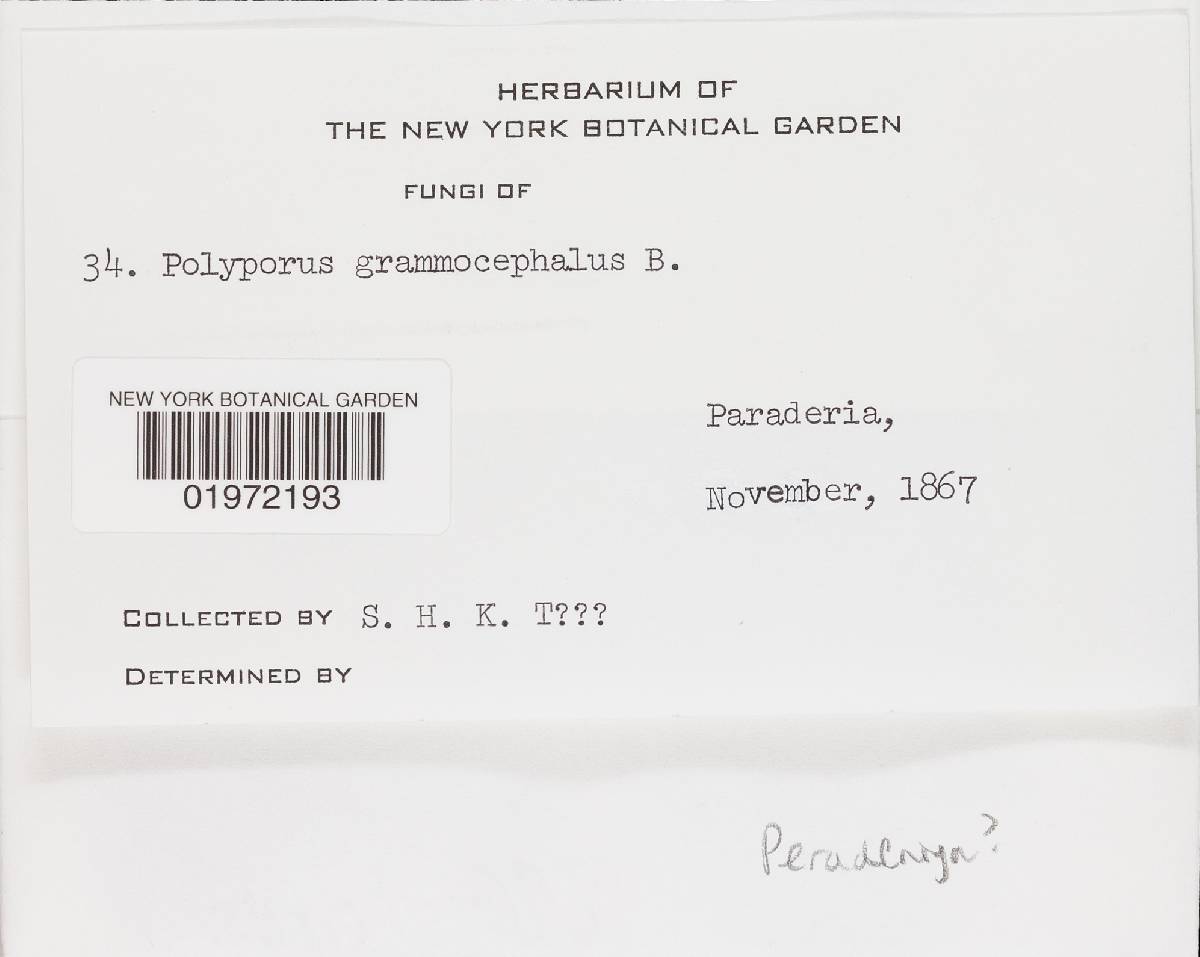 HERBARIUM OF
THE NEW YORK BOTANICAL GARDEN
FUNGI OF
34. Polyporus grammocephalus B.
NEW YORK BOTANICAL GARDEN
01972193
Paraderia,
November, 1867
COLLECTED BY S. H. K. T???
DETERMINED BY
Peradeniya?